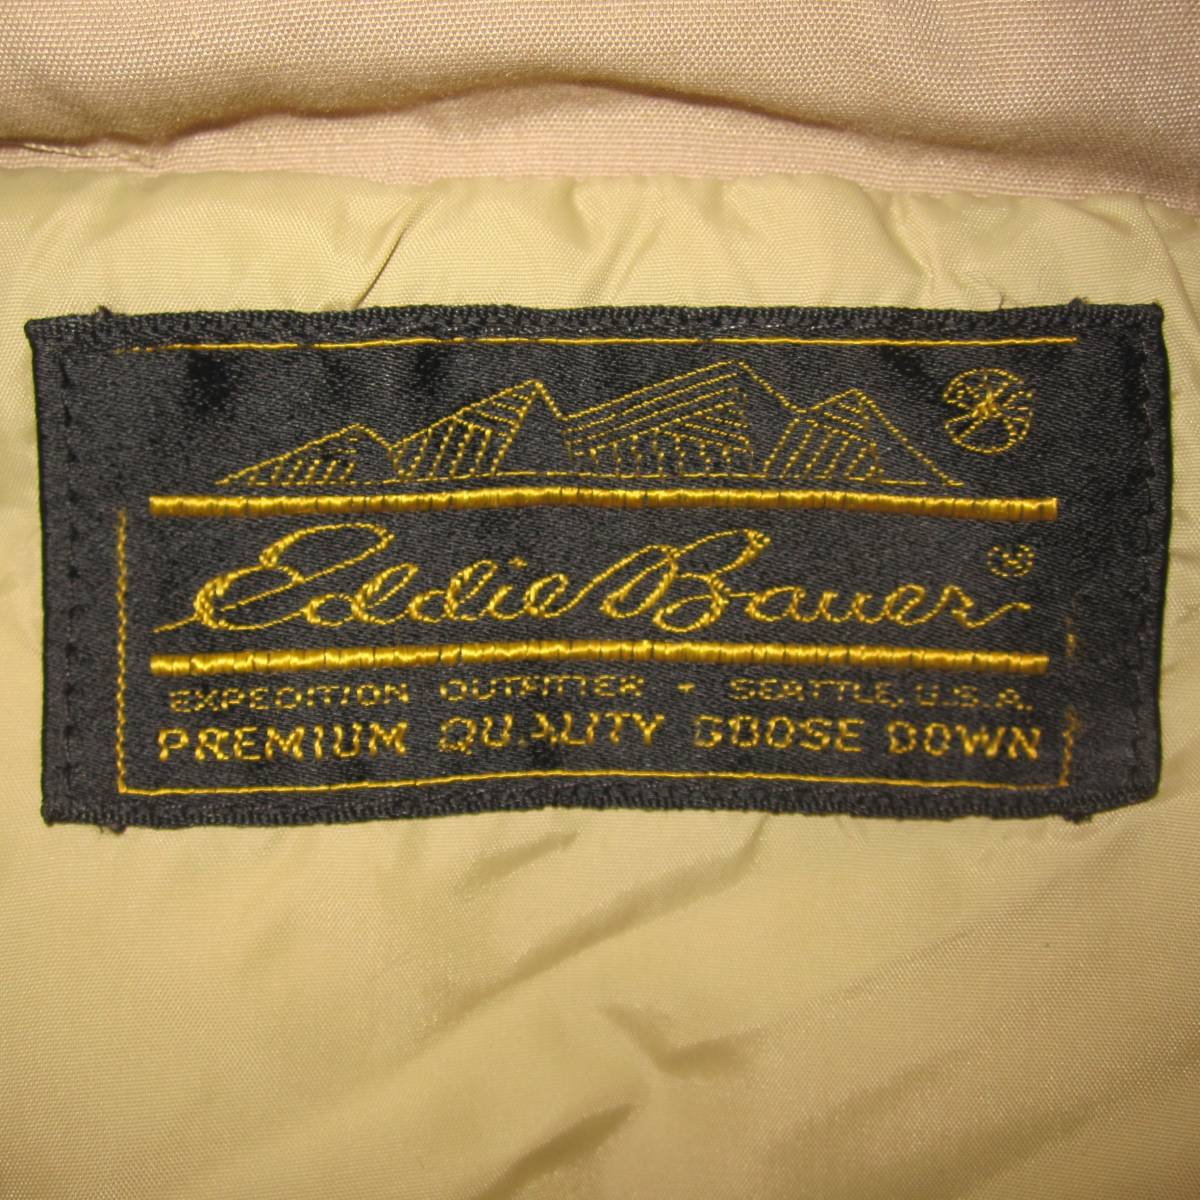 Eddie Bauer ®
EXPEDITION OUTFITTER - SEATTLE, U.S.A.
PREMIUM QUALITY GOOSE DOWN